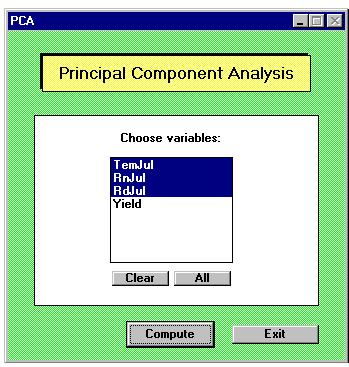 PCA
Principal Component Analysis
Choose variables:
TemJul
RnJul
RdJul
Yield
Clear All
Compute Exit